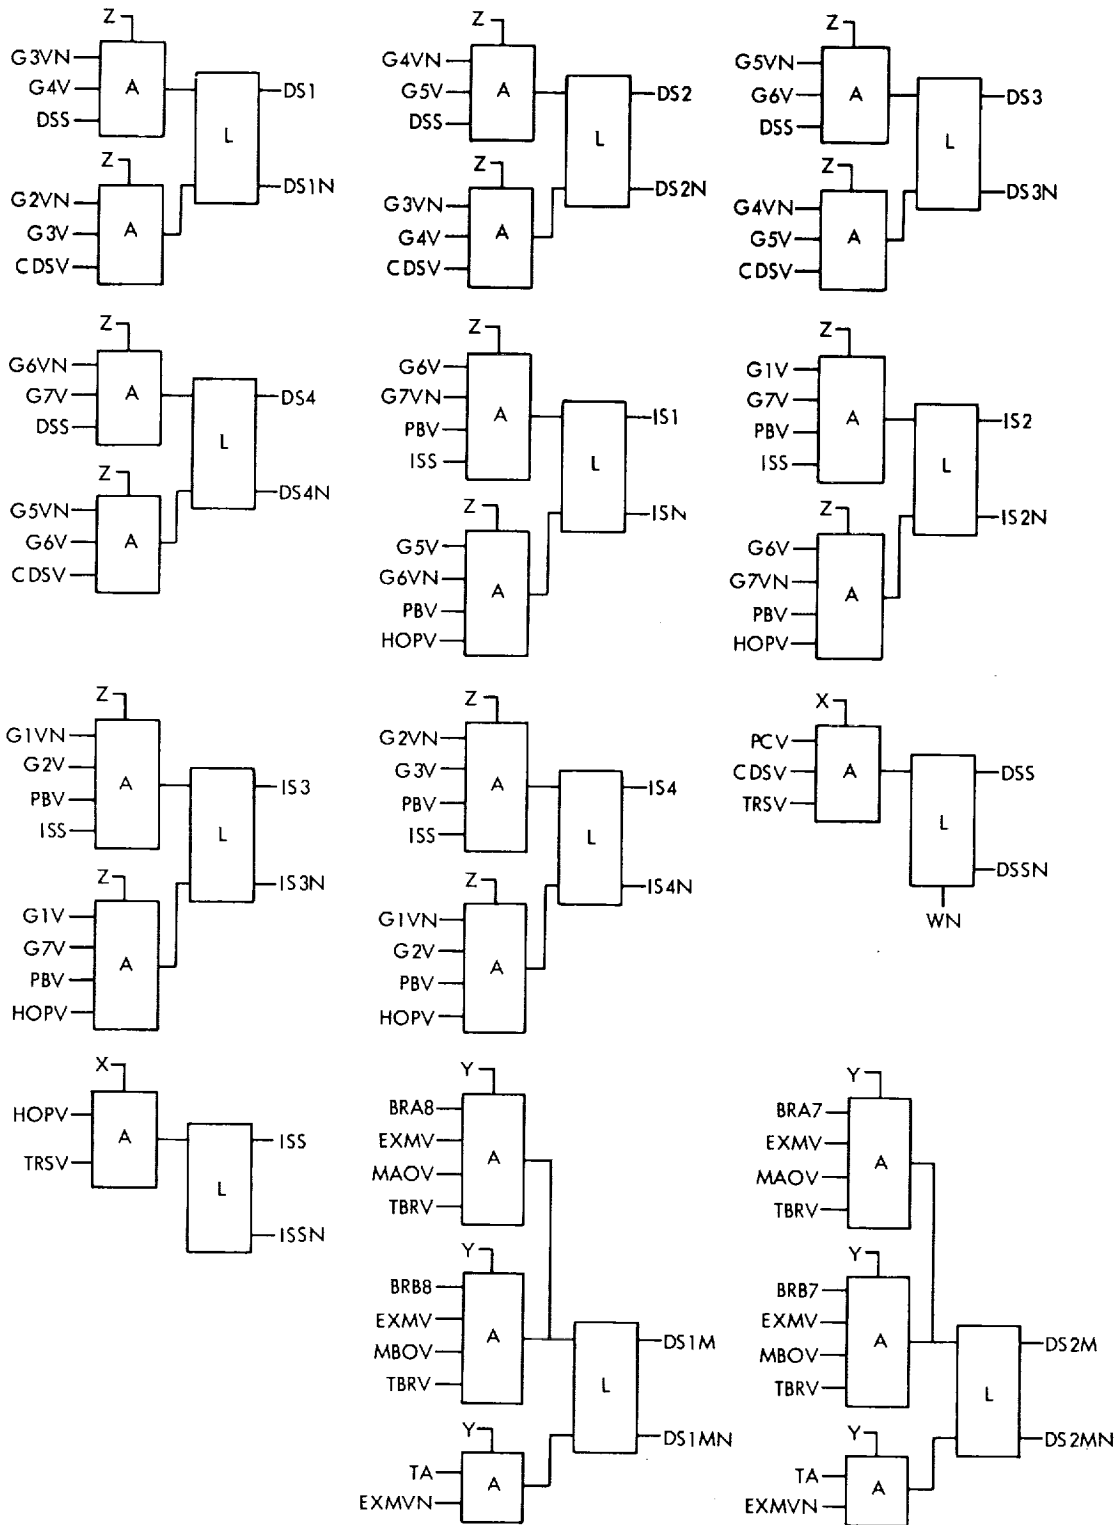 Z
G3VN
G4V
DSS
A
L
DS1
DS1N
Z
G2VN
G3V
CDSV
A
Z
G4VN
G5V
DSS
A
L
DS2
DS2N
Z
G3VN
G4V
CDSV
A
Z
G5VN
G6V
DSS
A
L
DS3
DS3N
Z
G4VN
G5V
CDSV
A
Z
G6VN
G7V
DSS
A
L
DS4
DS4N
Z
G5VN
G6V
CDSV
A
Z
G6V
G7VN
PBV
ISS
A
L
IS1
ISN
Z
G5V
G6VN
PBV
HOPV
A
Z
G1V
G7V
PBV
ISS
A
L
IS2
IS2N
Z
G6V
G7VN
PBV
HOPV
A
Z
G1VN
G2V
PBV
ISS
A
L
IS3
IS3N
Z
G1V
G7V
PBV
HOPV
A
Z
G2VN
G3V
PBV
ISS
A
L
IS4
IS4N
Z
G1VN
G2V
PBV
HOPV
A
X
PCV
CDSV
TRSV
A
L
DSS
DSSN
WN
X
HOPV
TRSV
A
L
ISS
ISSN
Y
BRA8
EXMV
MAOV
TBRV
A
Y
BRB8
EXMV
MBOV
TBRV
A
L
DS1M
DS1MN
Y
TA
EXMVN
A
Y
BRA7
EXMV
MAOV
TBRV
A
Y
BRB7
EXMV
MBOV
TBRV
A
L
DS2M
DS2MN
Y
TA
EXMVN
A